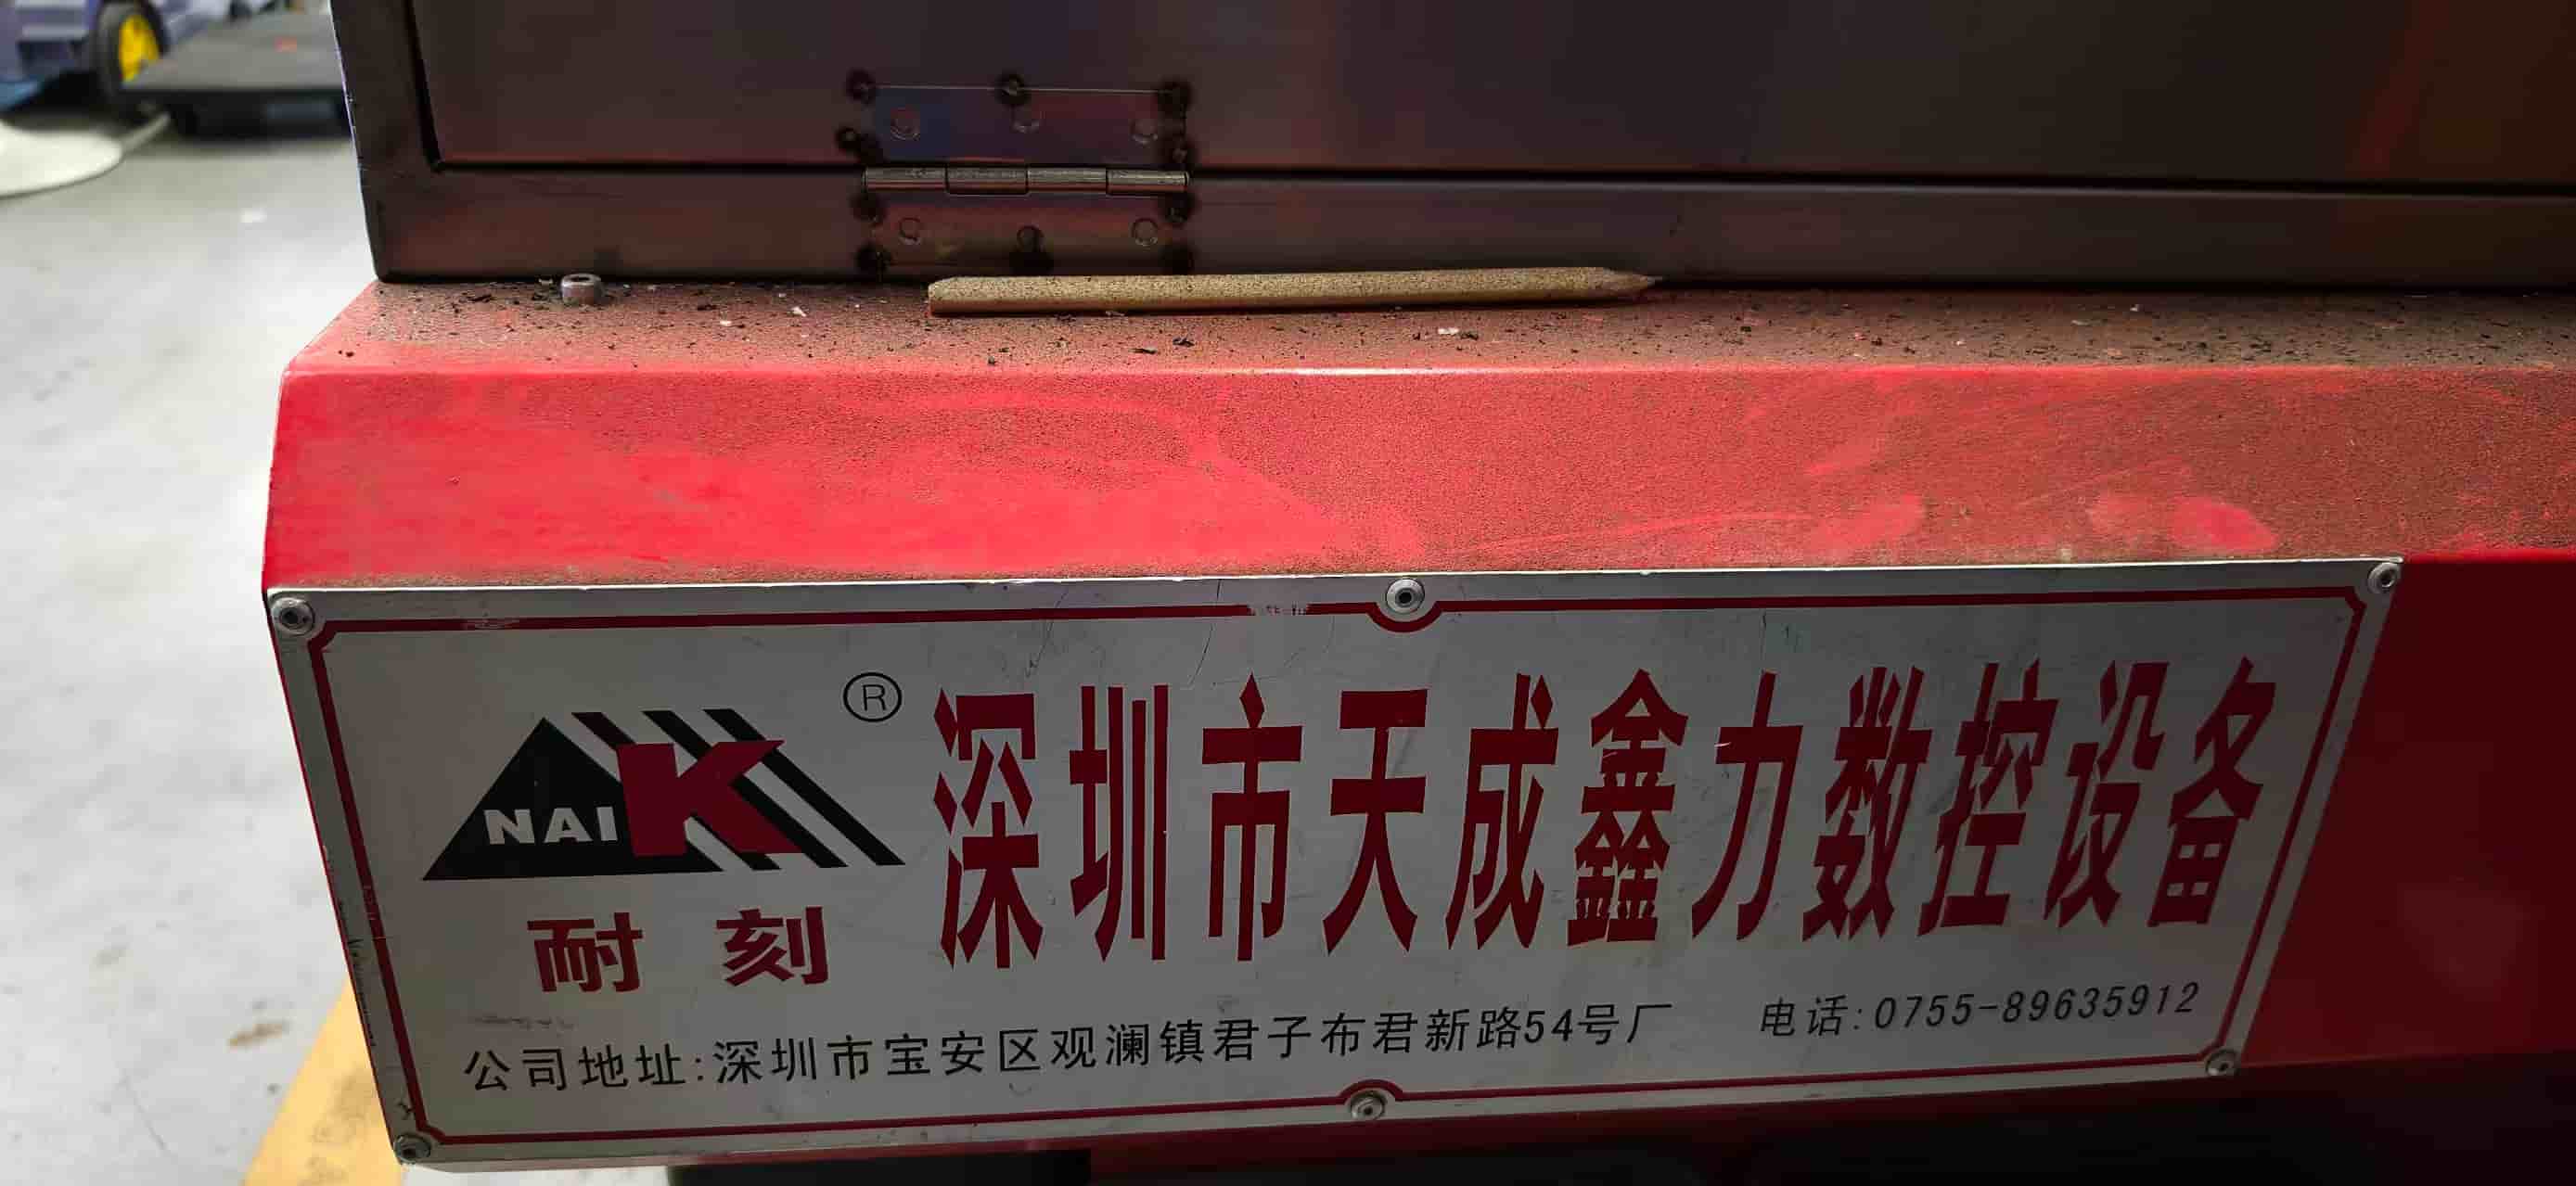 NAIK ®
耐刻
深圳市天成鑫力数控设备
公司地址:深圳市宝安区观澜镇君子布君新路54号厂 电话:0755-89635912